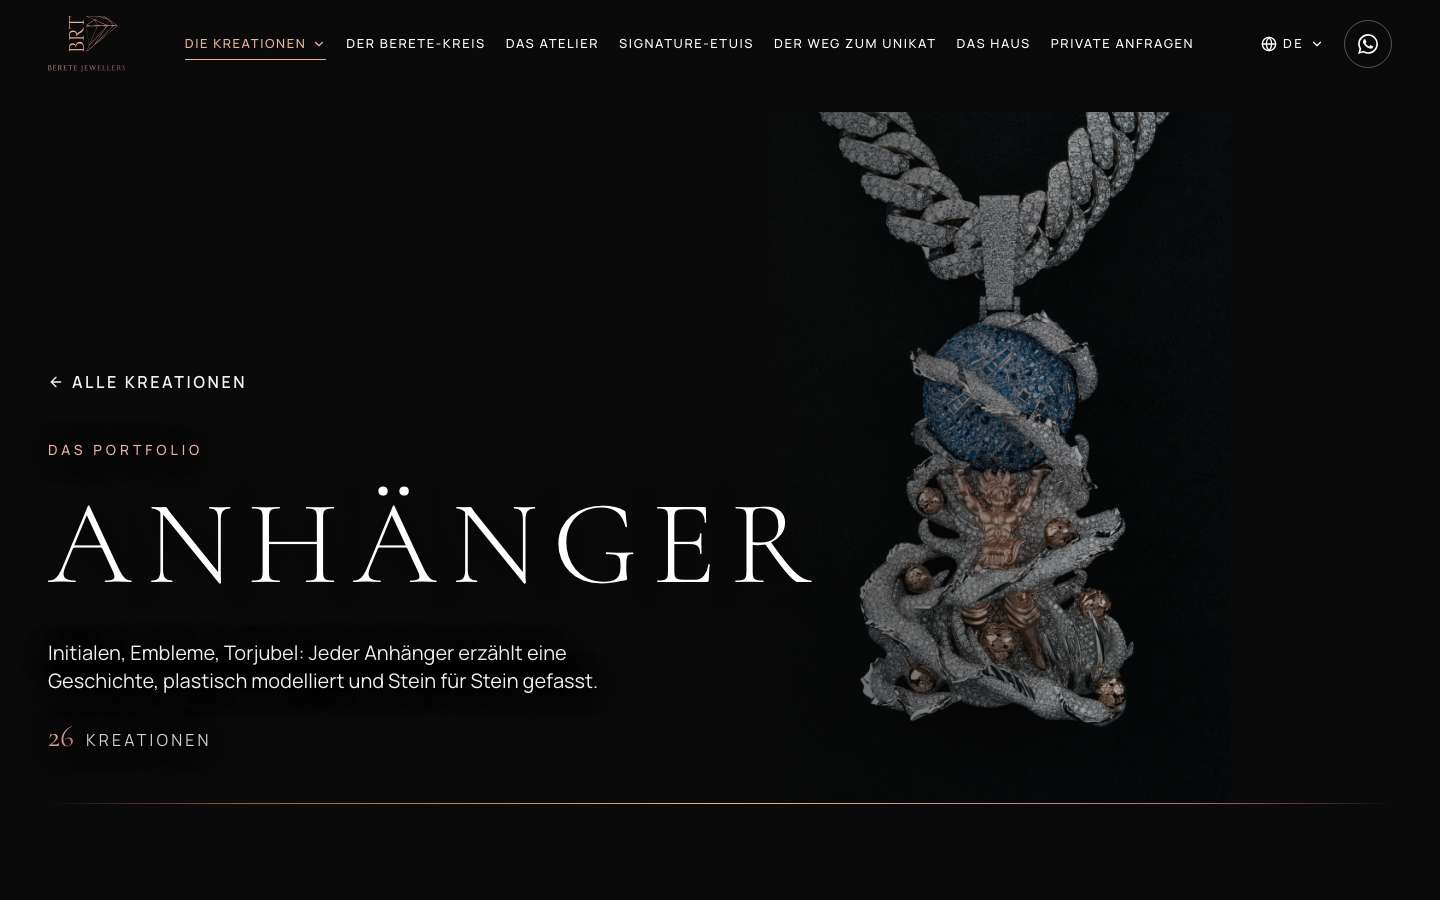 BRT
BERETE JEWELLERS
DIE KREATIONEN
DER BERETE-KREIS
DAS ATELIER
SIGNATURE-ETUIS
DER WEG ZUM UNIKAT
DAS HAUS
PRIVATE ANFRAGEN
DE
ALLE KREATIONEN
DAS PORTFOLIO
ANHÄNGER
Initialen, Embleme, Torjubel: Jeder Anhänger erzählt eine
Geschichte, plastisch modelliert und Stein für Stein gefasst.
26 KREATIONEN